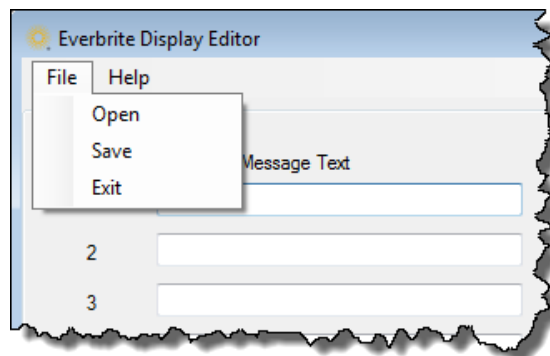 Everbrite Display Editor
File Help
Open
Save
Message Text
Exit
2
3